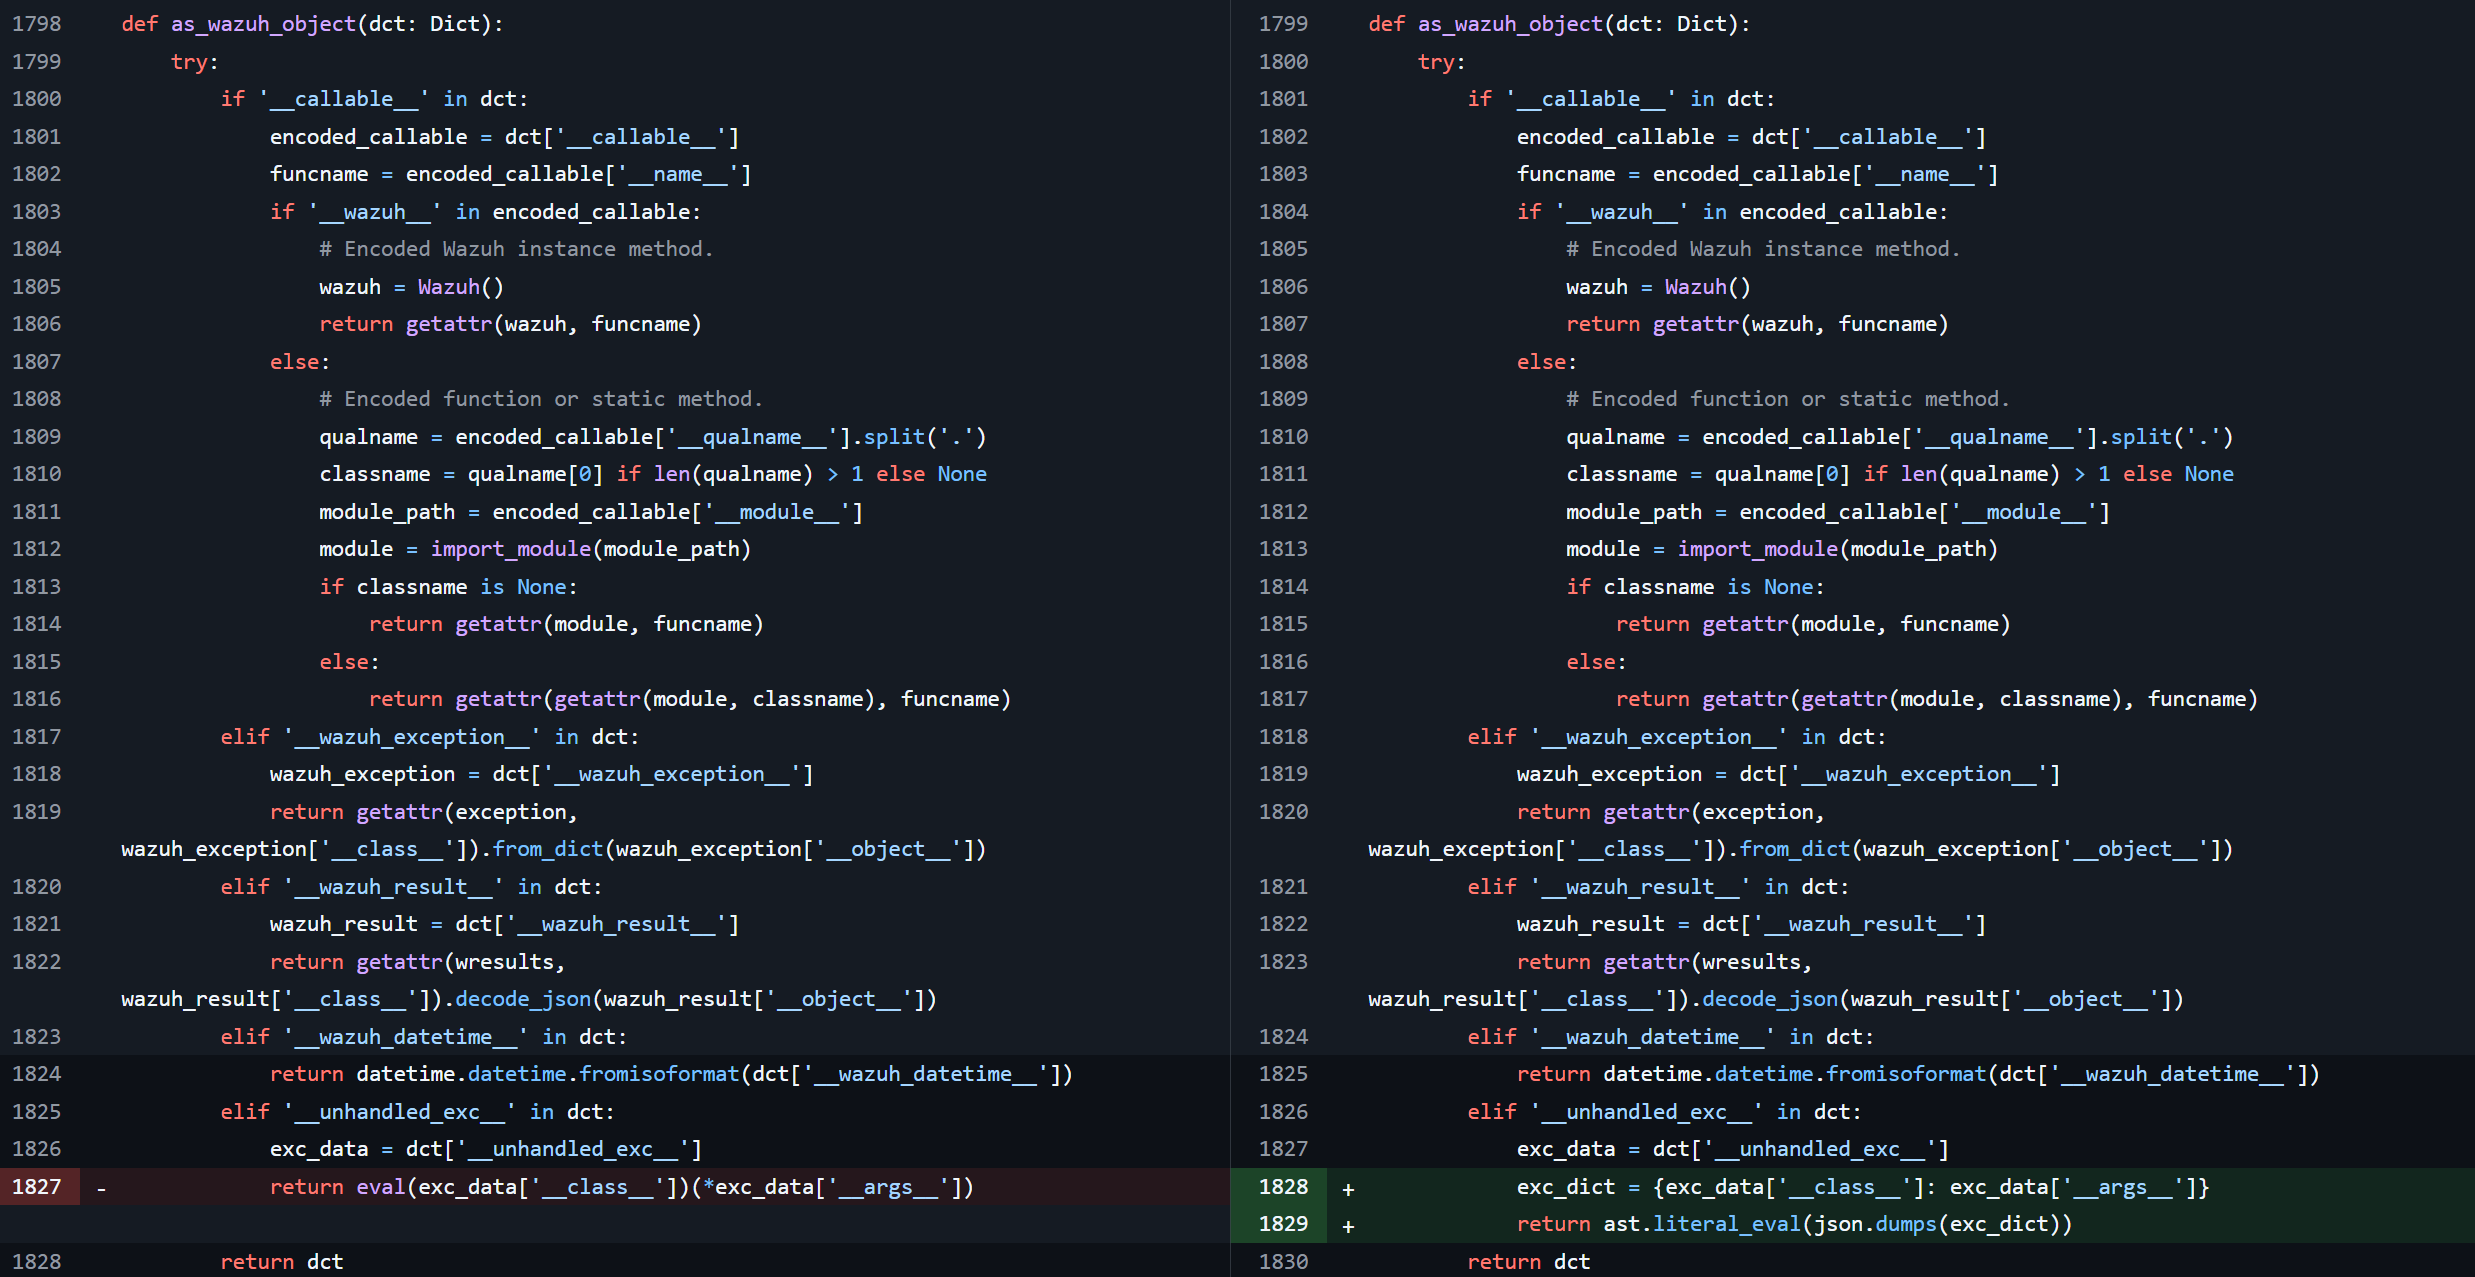 1798 def as_wazuh_object(dct: Dict):
1799 try:
1800 if '__callable__' in dct:
1801 encoded_callable = dct['__callable__']
1802 funcname = encoded_callable['__name__']
1803 if '__wazuh__' in encoded_callable:
1804 # Encoded Wazuh instance method.
1805 wazuh = Wazuh()
1806 return getattr(wazuh, funcname)
1807 else:
1808 # Encoded function or static method.
1809 qualname = encoded_callable['__qualname__'].split('.')
1810 classname = qualname[0] if len(qualname) > 1 else None
1811 module_path = encoded_callable['__module__']
1812 module = import_module(module_path)
1813 if classname is None:
1814 return getattr(module, funcname)
1815 else:
1816 return getattr(getattr(module, classname), funcname)
1817 elif '__wazuh_exception__' in dct:
1818 wazuh_exception = dct['__wazuh_exception__']
1819 return getattr(exception,
wazuh_exception['__class__']).from_dict(wazuh_exception['__object__'])
1820 elif '__wazuh_result__' in dct:
1821 wazuh_result = dct['__wazuh_result__']
1822 return getattr(wresults,
wazuh_result['__class__']).decode_json(wazuh_result['__object__'])
1823 elif '__wazuh_datetime__' in dct:
1824 return datetime.datetime.fromisoformat(dct['__wazuh_datetime__'])
1825 elif '__unhandled_exc__' in dct:
1826 exc_data = dct['__unhandled_exc__']
1827 - return eval(exc_data['__class__'])(*exc_data['__args__'])
1828 return dct
1799 def as_wazuh_object(dct: Dict):
1800 try:
1801 if '__callable__' in dct:
1802 encoded_callable = dct['__callable__']
1803 funcname = encoded_callable['__name__']
1804 if '__wazuh__' in encoded_callable:
1805 # Encoded Wazuh instance method.
1806 wazuh = Wazuh()
1807 return getattr(wazuh, funcname)
1808 else:
1809 # Encoded function or static method.
1810 qualname = encoded_callable['__qualname__'].split('.')
1811 classname = qualname[0] if len(qualname) > 1 else None
1812 module_path = encoded_callable['__module__']
1813 module = import_module(module_path)
1814 if classname is None:
1815 return getattr(module, funcname)
1816 else:
1817 return getattr(getattr(module, classname), funcname)
1818 elif '__wazuh_exception__' in dct:
1819 wazuh_exception = dct['__wazuh_exception__']
1820 return getattr(exception,
wazuh_exception['__class__']).from_dict(wazuh_exception['__object__'])
1821 elif '__wazuh_result__' in dct:
1822 wazuh_result = dct['__wazuh_result__']
1823 return getattr(wresults,
wazuh_result['__class__']).decode_json(wazuh_result['__object__'])
1824 elif '__wazuh_datetime__' in dct:
1825 return datetime.datetime.fromisoformat(dct['__wazuh_datetime__'])
1826 elif '__unhandled_exc__' in dct:
1827 exc_data = dct['__unhandled_exc__']
1828 + exc_dict = {exc_data['__class__']: exc_data['__args__']}
1829 + return ast.literal_eval(json.dumps(exc_dict))
1830 return dct